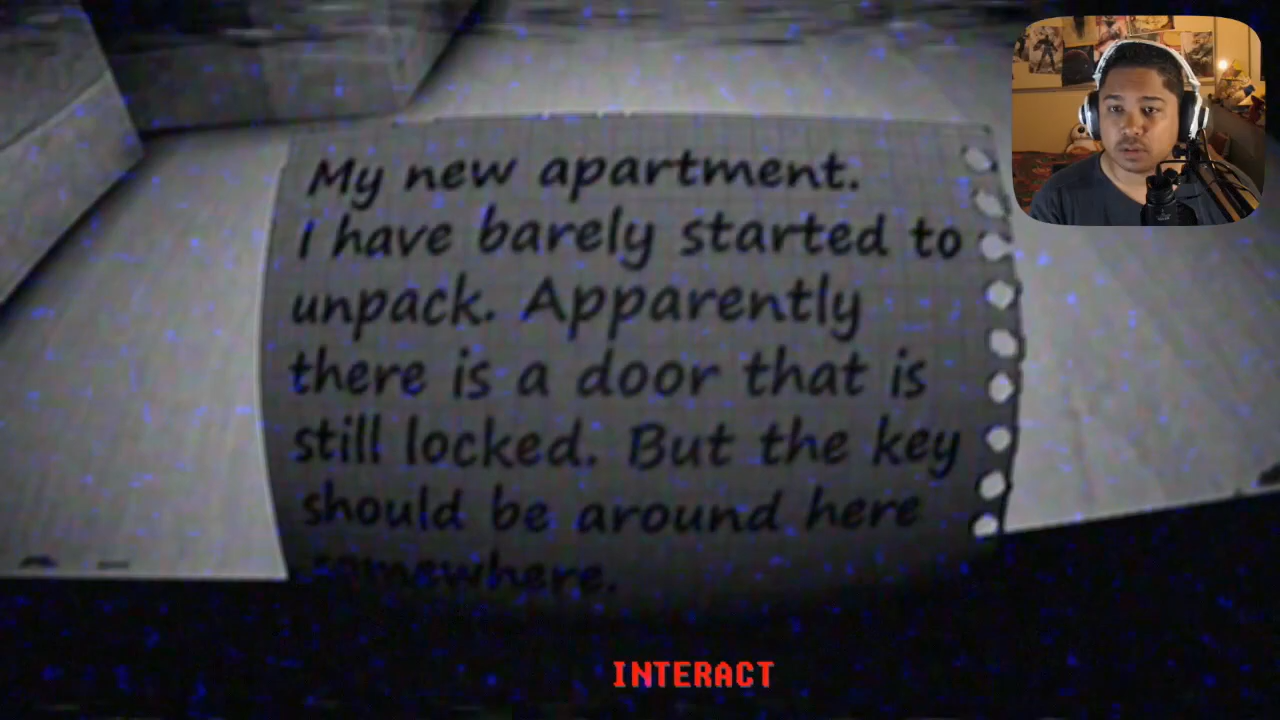 My new apartment.
I have barely started to
unpack. Apparently
there is a door that is
still locked. But the key
should be around here
somewhere.
INTERACT